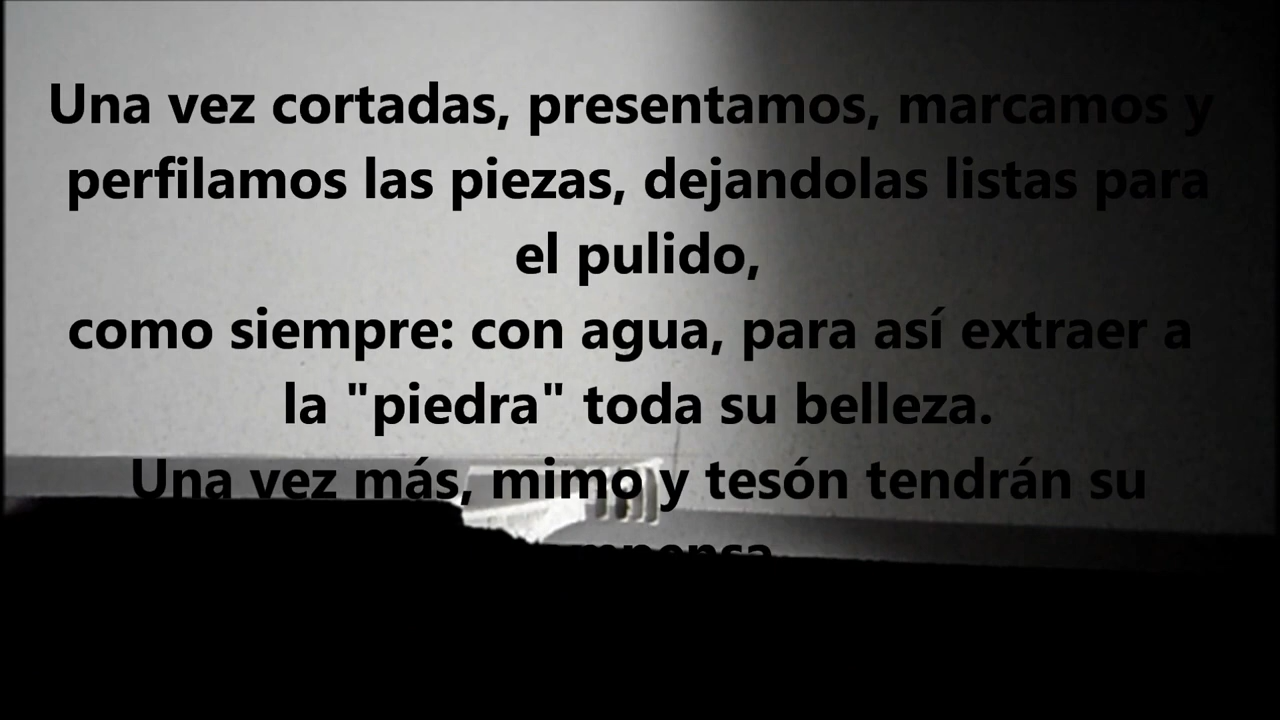 Una vez cortadas, presentamos, marcamos y
perfilamos las piezas, dejandolas listas para
el pulido,
como siempre: con agua, para así extraer a
la "piedra" toda su belleza.
Una vez más, mimo y tesón tendrán su